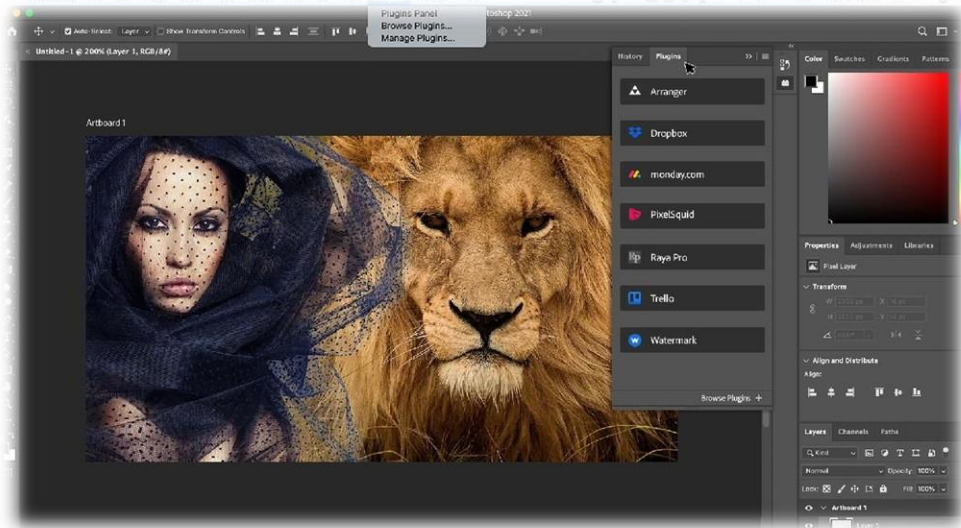 Plugins Panel
Browse Plugins...
Manage Plugins...
toshop 2021
Auto-Select: Layer Show Transform Controls
Untitled-1 @ 200% (Layer 1, RGB/8#)
Artboard 1
History Plugins
Arranger
Dropbox
monday.com
PixelSquid
Rp Raya Pro
Trello
Watermark
Browse Plugins +
Color Swatches Gradients Patterns
Properties Adjustments Libraries
Pixel Layer
Transform
Align and Distribute
Align:
Layers Channels Paths
Kind
Normal Opacity: 100%
Lock: Fill: 100%
Artboard 1
Layer 1